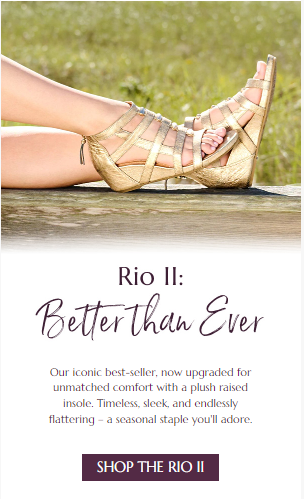 Rio II:
Better than Ever
Our iconic best-seller, now upgraded for
unmatched comfort with a plush raised
insole. Timeless, sleek, and endlessly
flattering – a seasonal staple you'll adore.
SHOP THE RIO II